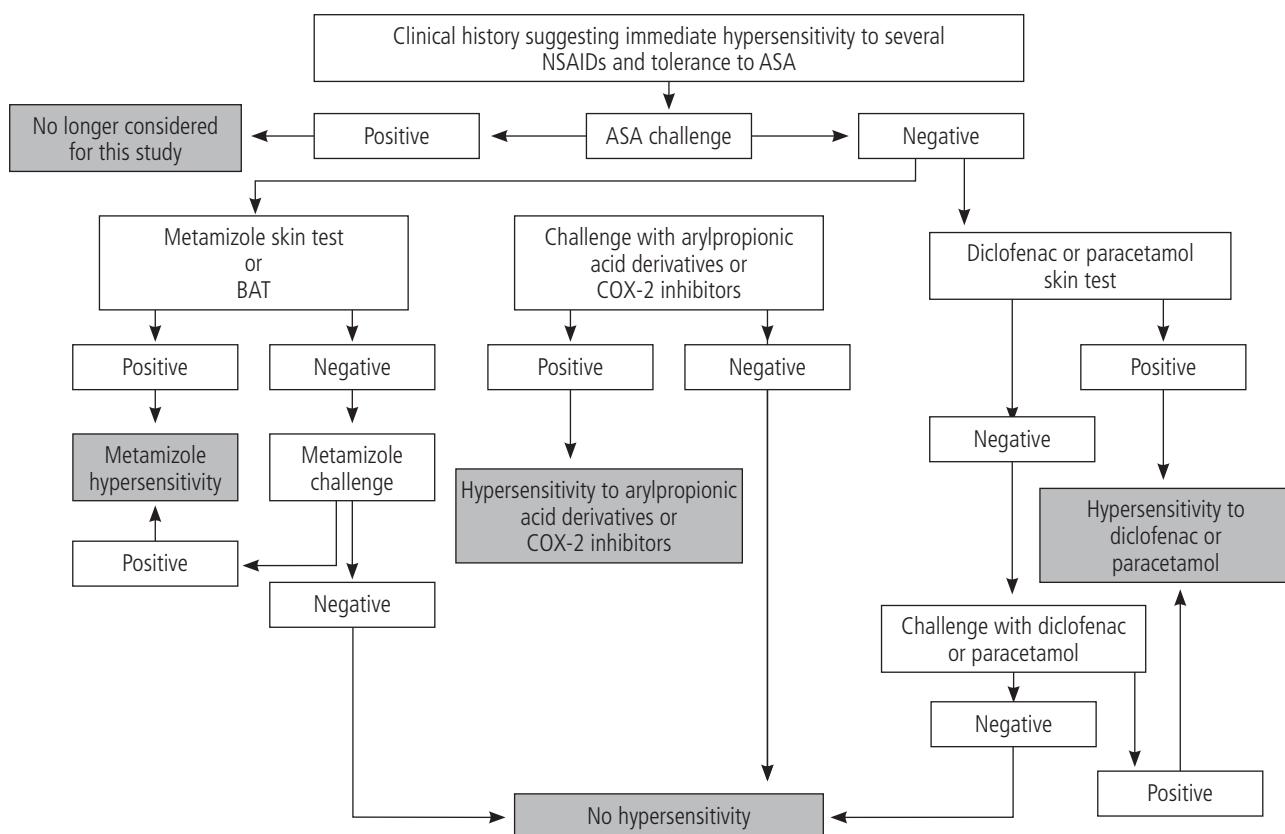 Clinical history suggesting immediate hypersensitivity to several
NSAIDs and tolerance to ASA
No longer considered
for this study
Positive
ASA challenge
Negative
Metamizole skin test
or
BAT
Challenge with arylpropionic
acid derivatives or
COX-2 inhibitors
Diclofenac or paracetamol
skin test
Positive
Negative
Positive
Negative
Positive
Negative
Metamizole
hypersensitivity
Metamizole
challenge
Hypersensitivity to arylpropionic
acid derivatives or
COX-2 inhibitors
Hypersensitivity to
diclofenac or
paracetamol
Positive
Negative
Challenge with diclofenac
or paracetamol
Negative
Positive
No hypersensitivity